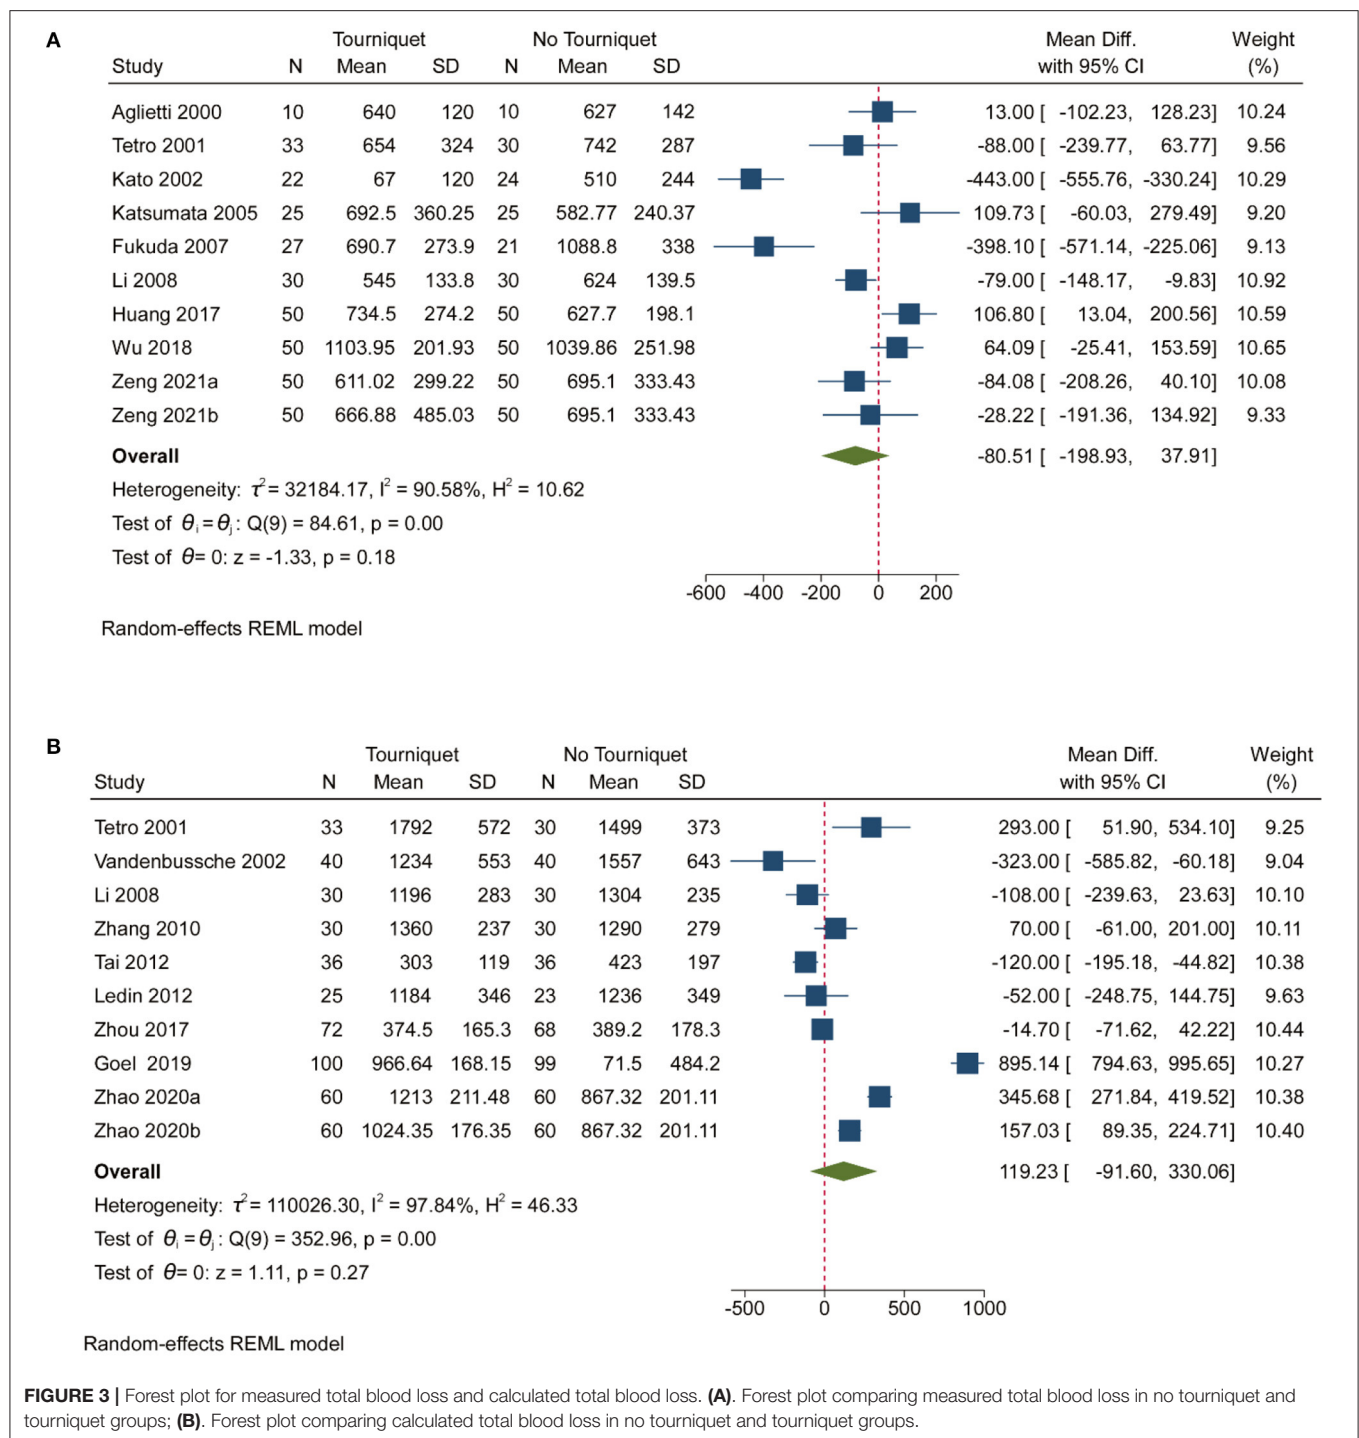 A
Tourniquet No Tourniquet Mean Diff. Weight
Study N Mean SD N Mean SD with 95% CI (%)
Aglietti 2000 10 640 120 10 627 142 13.00 [ -102.23, 128.23] 10.24
Tetro 2001 33 654 324 30 742 287 -88.00 [ -239.77, 63.77] 9.56
Kato 2002 22 67 120 24 510 244 -443.00 [ -555.76, -330.24] 10.29
Katsumata 2005 25 692.5 360.25 25 582.77 240.37 109.73 [ -60.03, 279.49] 9.20
Fukuda 2007 27 690.7 273.9 21 1088.8 338 -398.10 [ -571.14, -225.06] 9.13
Li 2008 30 545 133.8 30 624 139.5 -79.00 [ -148.17, -9.83] 10.92
Huang 2017 50 734.5 274.2 50 627.7 198.1 106.80 [ 13.04, 200.56] 10.59
Wu 2018 50 1103.95 201.93 50 1039.86 251.98 64.09 [ -25.41, 153.59] 10.65
Zeng 2021a 50 611.02 299.22 50 695.1 333.43 -84.08 [ -208.26, 40.10] 10.08
Zeng 2021b 50 666.88 485.03 50 695.1 333.43 -28.22 [ -191.36, 134.92] 9.33
Overall -80.51 [ -198.93, 37.91]
Heterogeneity: τ² = 32184.17, I² = 90.58%, H² = 10.62
Test of θi = θj: Q(9) = 84.61, p = 0.00
Test of θ = 0: z = -1.33, p = 0.18
-600 -400 -200 0 200
Random-effects REML model
B
Tourniquet No Tourniquet Mean Diff. Weight
Study N Mean SD N Mean SD with 95% CI (%)
Tetro 2001 33 1792 572 30 1499 373 293.00 [ 51.90, 534.10] 9.25
Vandenbussche 2002 40 1234 553 40 1557 643 -323.00 [ -585.82, -60.18] 9.04
Li 2008 30 1196 283 30 1304 235 -108.00 [ -239.63, 23.63] 10.10
Zhang 2010 30 1360 237 30 1290 279 70.00 [ -61.00, 201.00] 10.11
Tai 2012 36 303 119 36 423 197 -120.00 [ -195.18, -44.82] 10.38
Ledin 2012 25 1184 346 23 1236 349 -52.00 [ -248.75, 144.75] 9.63
Zhou 2017 72 374.5 165.3 68 389.2 178.3 -14.70 [ -71.62, 42.22] 10.44
Goel 2019 100 966.64 168.15 99 71.5 484.2 895.14 [ 794.63, 995.65] 10.27
Zhao 2020a 60 1213 211.48 60 867.32 201.11 345.68 [ 271.84, 419.52] 10.38
Zhao 2020b 60 1024.35 176.35 60 867.32 201.11 157.03 [ 89.35, 224.71] 10.40
Overall 119.23 [ -91.60, 330.06]
Heterogeneity: τ² = 110026.30, I² = 97.84%, H² = 46.33
Test of θi = θj: Q(9) = 352.96, p = 0.00
Test of θ = 0: z = 1.11, p = 0.27
-500 0 500 1000
Random-effects REML model
FIGURE 3 | Forest plot for measured total blood loss and calculated total blood loss. (A). Forest plot comparing measured total blood loss in no tourniquet and
tourniquet groups; (B). Forest plot comparing calculated total blood loss in no tourniquet and tourniquet groups.